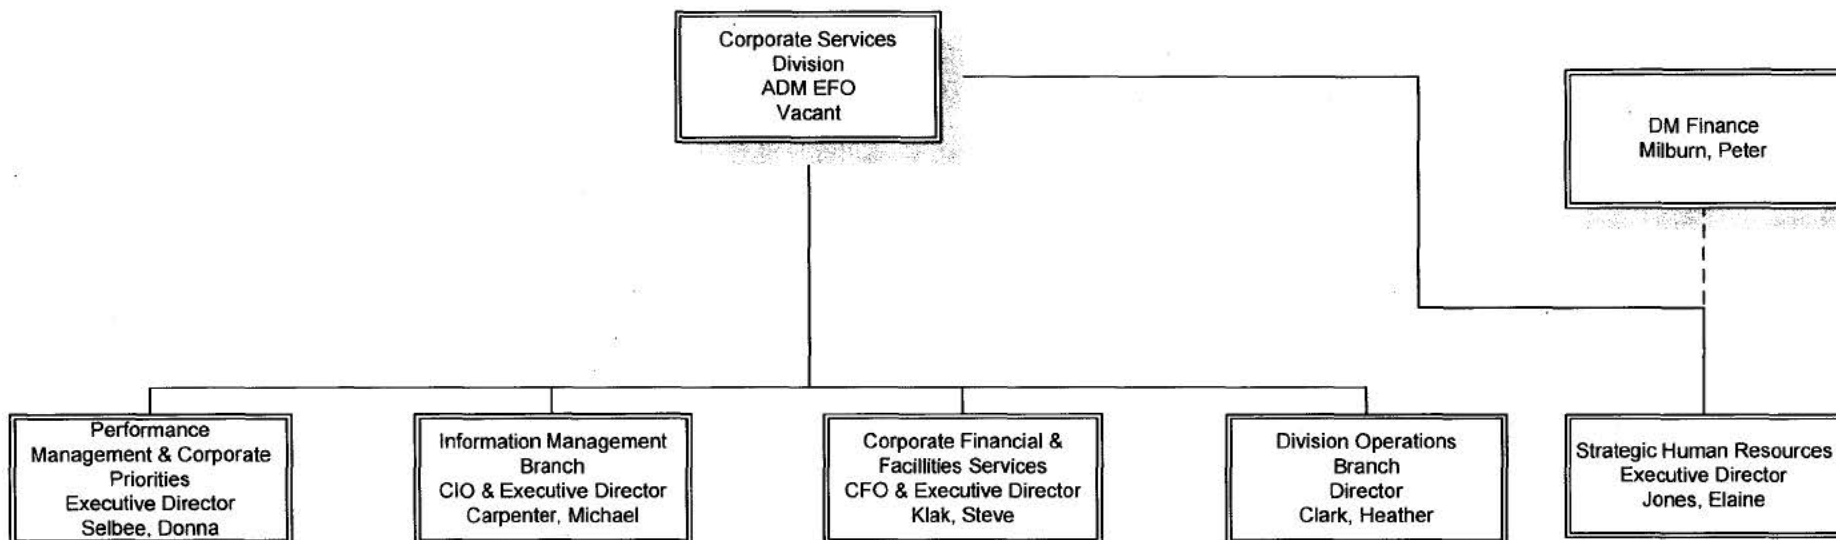 Corporate Services
Division
ADM EFO
Vacant
DM Finance
Milburn, Peter
Performance
Management & Corporate
Priorities
Executive Director
Selbee, Donna
Information Management
Branch
CIO & Executive Director
Carpenter, Michael
Corporate Financial &
Facillities Services
CFO & Executive Director
Klak, Steve
Division Operations
Branch
Director
Clark, Heather
Strategic Human Resources
Executive Director
Jones, Elaine